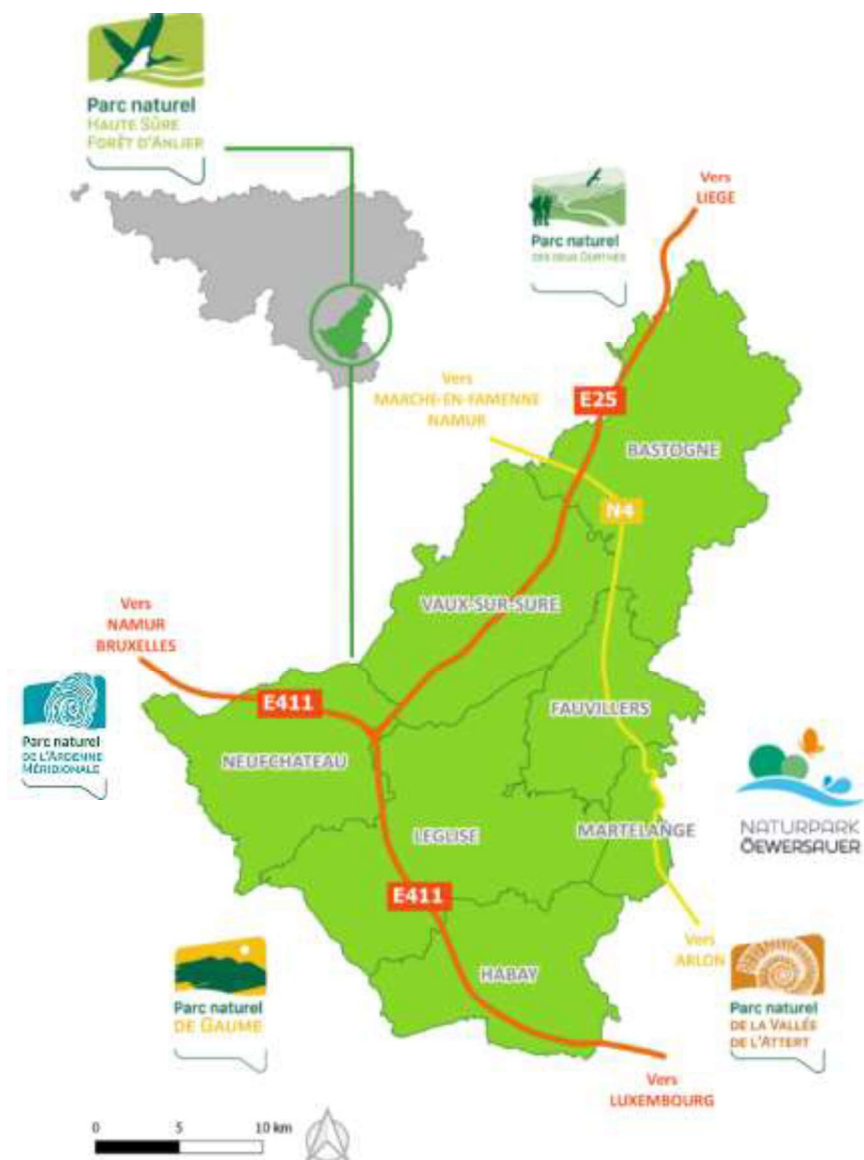 Parc naturel
HAUTE SÛRE
FORÊT D'ANLIER
Vers
LIEGE
Parc naturel
DES DEUX OURTHES
Vers
MARCHE-EN-FAMENNE
NAMUR
E25
BASTOGNE
N4
VAUX-SUR-SURE
Vers
NAMUR
BRUXELLES
E411
FAUVILLERS
Parc naturel
DE L'ARDENNE
MÉRIDIONALE
NEUFCHATEAU
NATURPARK
ÖEWERSAUER
LEGLISE
MARTELANGE
E411
Vers
ARLON
HABAY
Parc naturel
DE GAUME
Parc naturel
DE LA VALLÉE
DE L'ATTERT
Vers
LUXEMBOURG
0 5 10 km